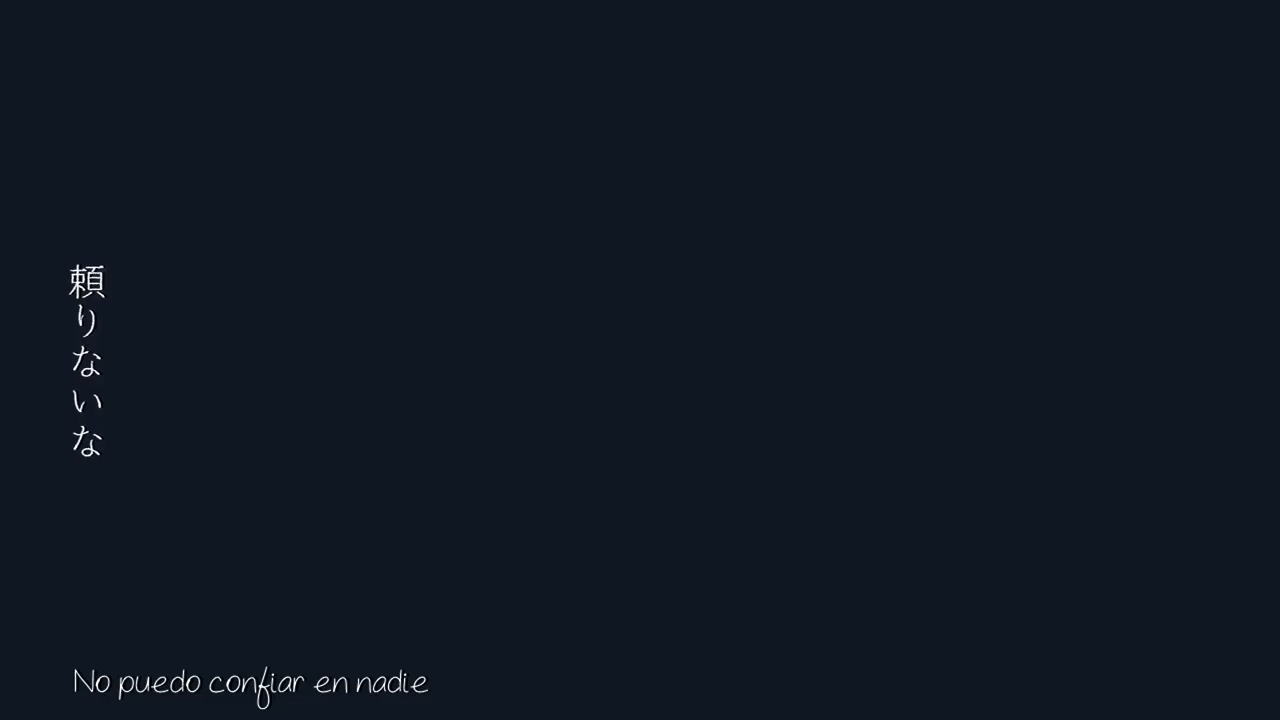 頼りないな
No puedo confiar en nadie